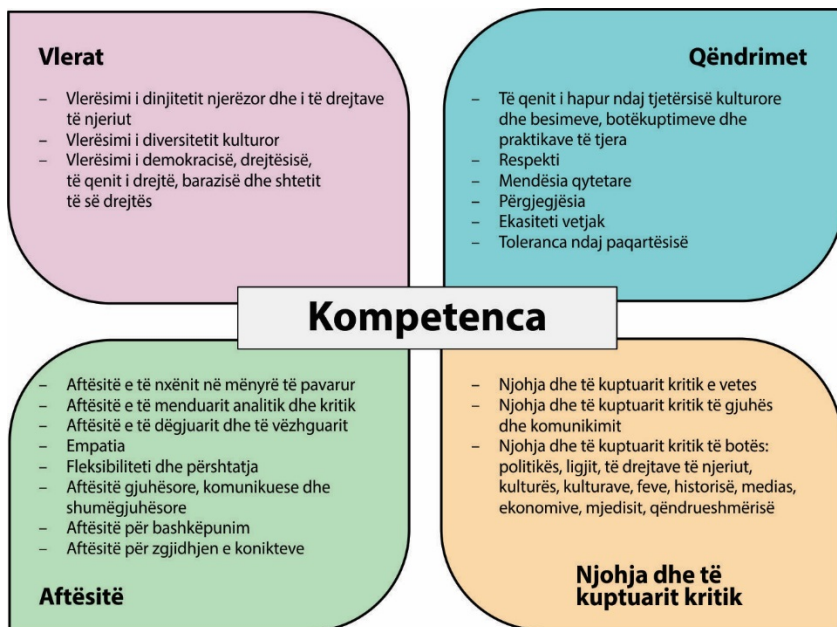 Vlerat
– Vlerësimi i dinjitetit njerëzor dhe i të drejtave
të njeriut
– Vlerësimi i diversitetit kulturor
– Vlerësimi i demokracisë, drejtësisë,
të qenit i drejtë, barazisë dhe shtetit
të së drejtës
Qëndrimet
– Të qenit i hapur ndaj tjetërsisë kulturore
dhe besimeve, botëkuptimeve dhe
praktikave të tjera
– Respekti
– Mendësia qytetare
– Përgjegjësia
– Ekasiteti vetjak
– Toleranca ndaj paqartësisë
Kompetenca
– Aftësitë e të nxënit në mënyrë të pavarur
– Aftësitë e të menduarit analitik dhe kritik
– Aftësitë e të dëgjuarit dhe të vëzhguarit
– Empatia
– Fleksibiliteti dhe përshtatja
– Aftësitë gjuhësore, komunikuese dhe
shumëgjuhësore
– Aftësitë për bashkëpunim
– Aftësitë për zgjidhjen e konikteve
Aftësitë
– Njohja dhe të kuptuarit kritik e vetes
– Njohja dhe të kuptuarit kritik të gjuhës
dhe komunikimit
– Njohja dhe të kuptuarit kritik të botës:
politikës, ligjit, të drejtave të njeriut,
kulturës, kulturave, feve, historisë, medias,
ekonomive, mjedisit, qëndrueshmërisë
Njohja dhe të
kuptuarit kritik